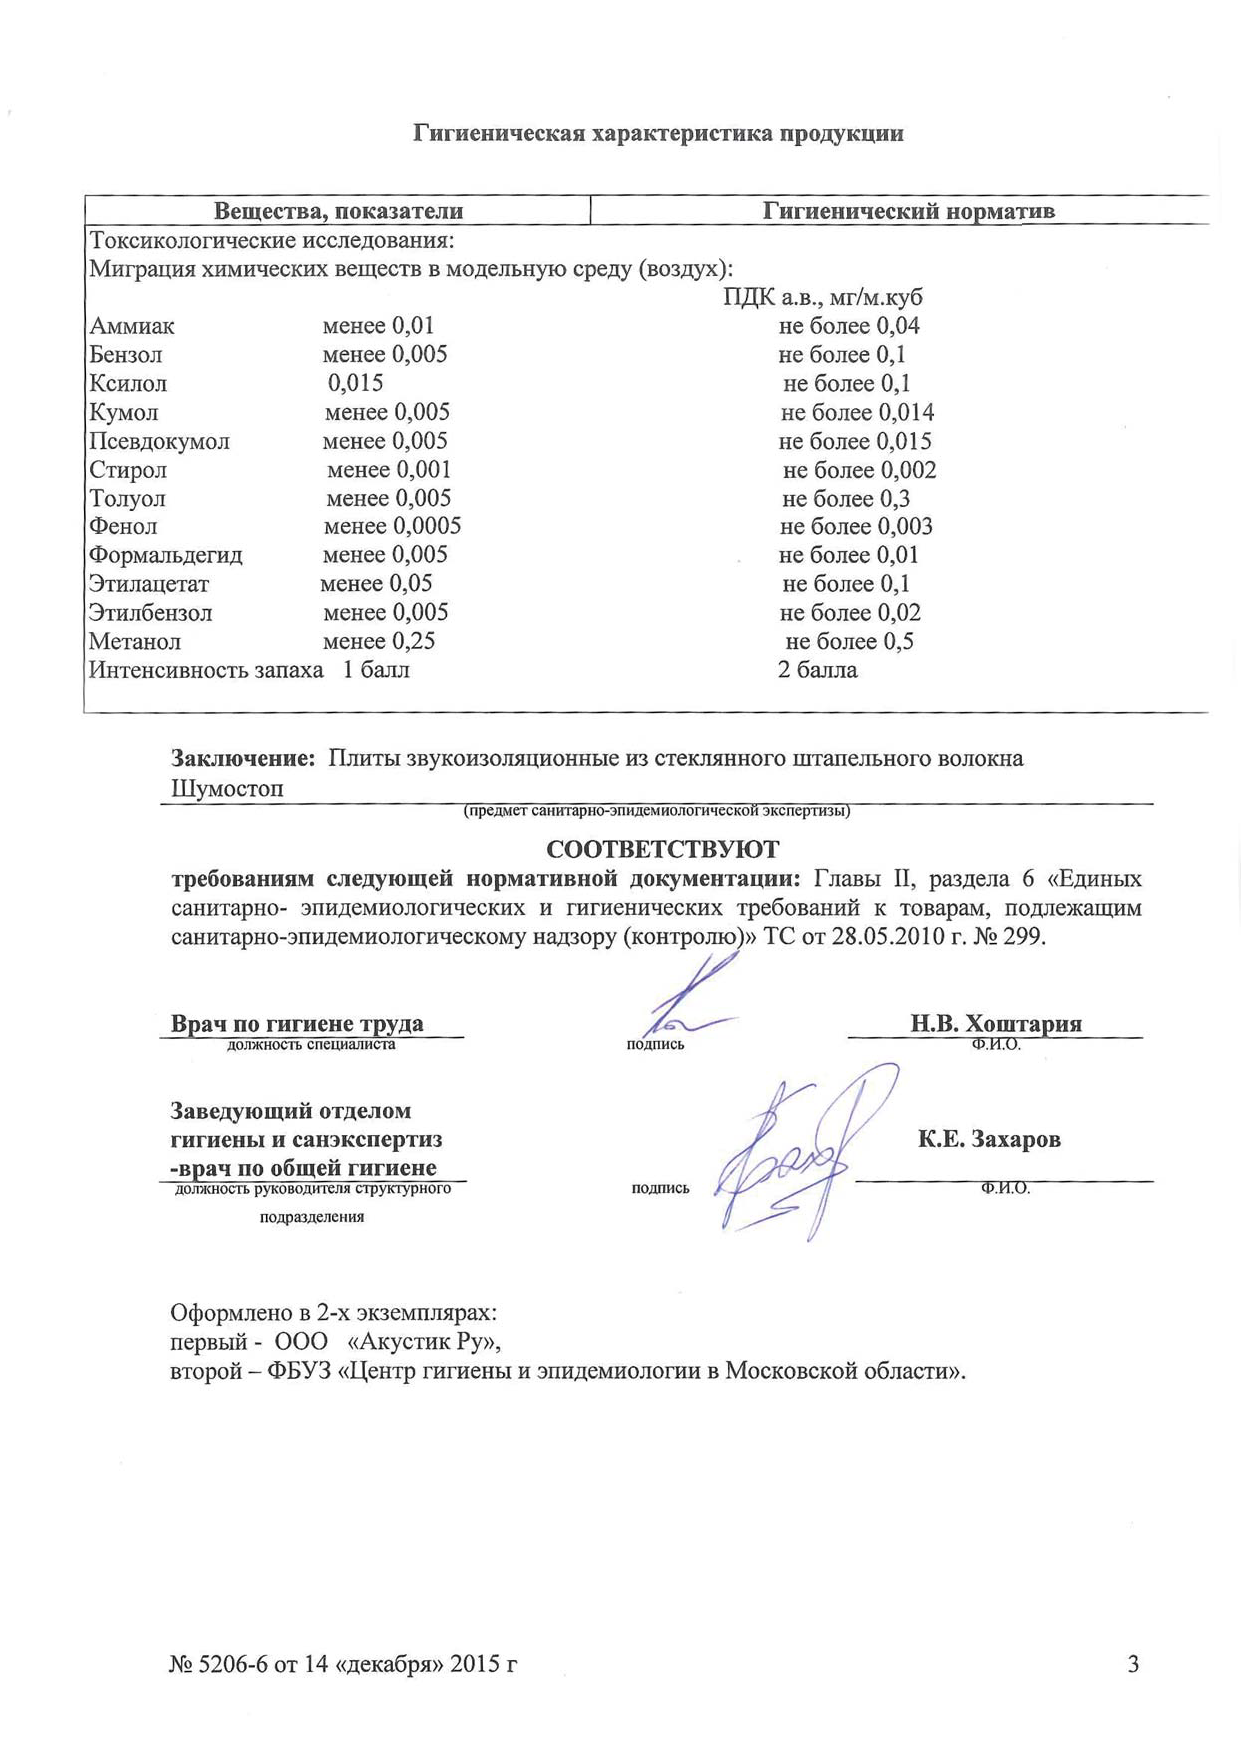 Гигиеническая характеристика продукции
Вещества, показатели Гигиенический норматив
Токсикологические исследования:
Миграция химических веществ в модельную среду (воздух):
ПДК а.в., мг/м.куб
Аммиак менее 0,01 не более 0,04
Бензол менее 0,005 не более 0,1
Ксилол 0,015 не более 0,1
Кумол менее 0,005 не более 0,014
Псевдокумол менее 0,005 не более 0,015
Стирол менее 0,001 не более 0,002
Толуол менее 0,005 не более 0,3
Фенол менее 0,0005 не более 0,003
Формальдегид менее 0,005 не более 0,01
Этилацетат менее 0,05 не более 0,1
Этилбензол менее 0,005 не более 0,02
Метанол менее 0,25 не более 0,5
Интенсивность запаха 1 балл 2 балла
Заключение: Плиты звукоизоляционные из стеклянного штапельного волокна
Шумостоп
(предмет санитарно-эпидемиологической экспертизы)
СООТВЕТСТВУЮТ
требованиям следующей нормативной документации: Главы II, раздела 6 «Единых
санитарно- эпидемиологических и гигиенических требований к товарам, подлежащим
санитарно-эпидемиологическому надзору (контролю)» ТС от 28.05.2010 г. № 299.
Врач по гигиене труда Н.В. Хоштария
должность специалиста подпись Ф.И.О.
Заведующий отделом
гигиены и санэкспертиз К.Е. Захаров
-врач по общей гигиене
должность руководителя структурного подпись Ф.И.О.
подразделения
Оформлено в 2-х экземплярах:
первый - ООО «Акустик Ру»,
второй – ФБУЗ «Центр гигиены и эпидемиологии в Московской области».
№ 5206-6 от 14 «декабря» 2015 г 3